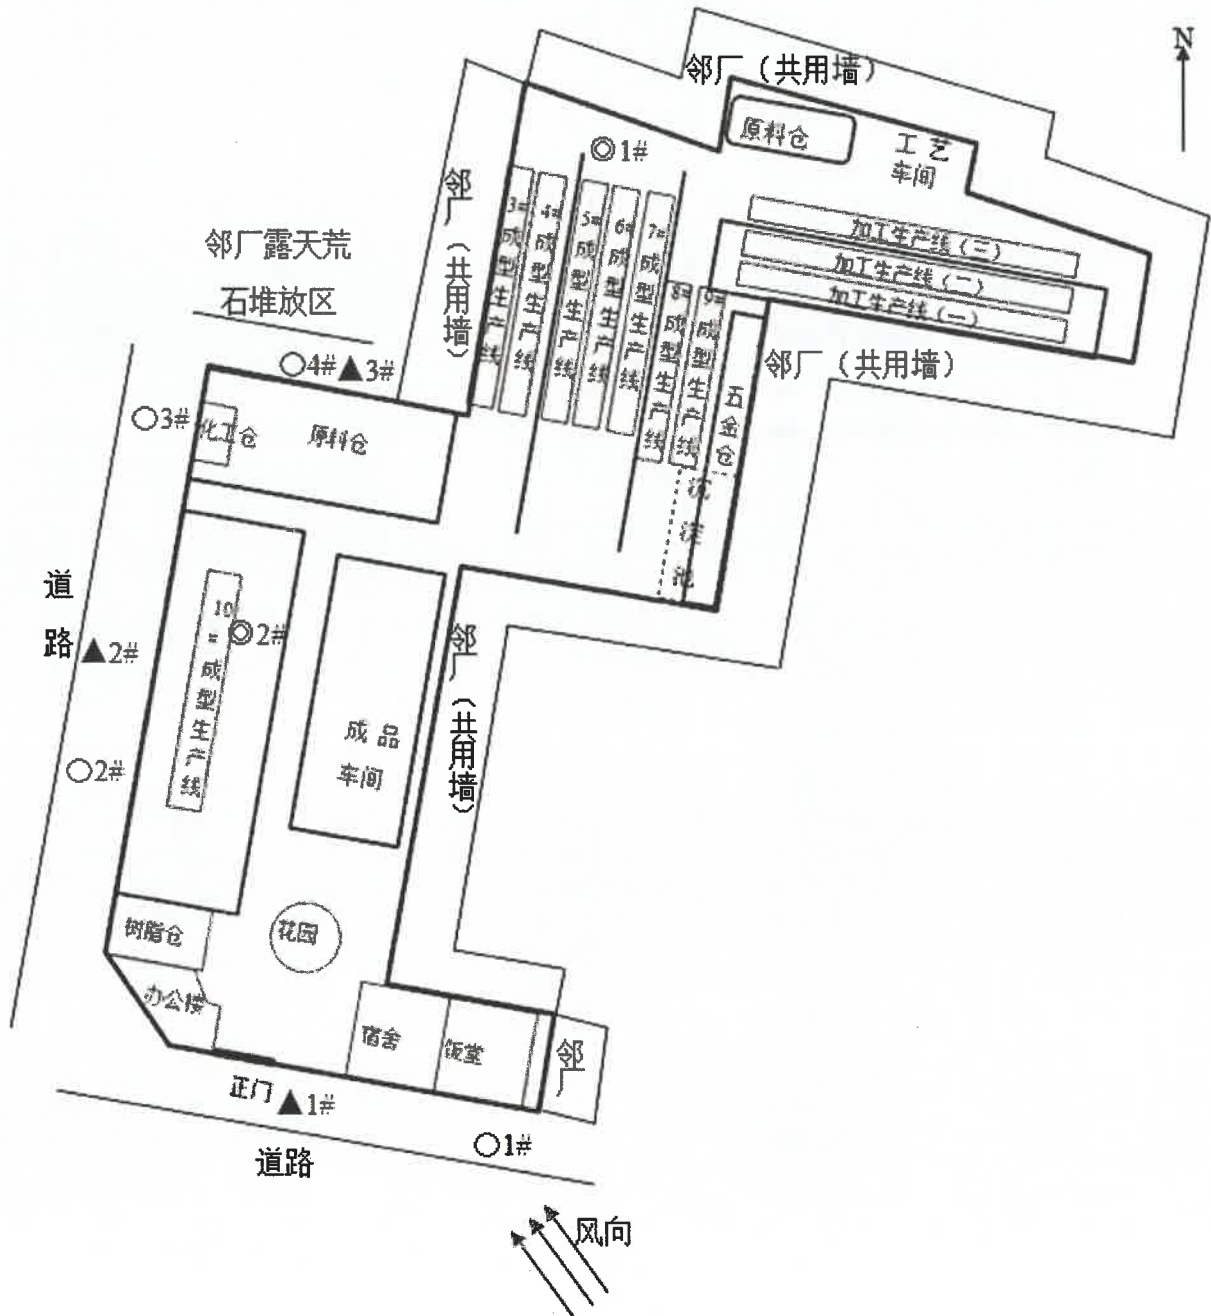 N
邻厂（共用墙）
原料仓
工艺
车间
◎1#
邻厂（共用墙）
3#成型生产线
4#成型生产线
5#成型生产线
6#成型生产线
7#成型生产线
8#成型生产线
9#成型生产线
加工生产线（三）
加工生产线（二）
加工生产线（一）
邻厂露天荒
石堆放区
邻厂（共用墙）
五金仓
沉淀池
○4#▲3#
○3#
化工仓
原料仓
道路
▲2#
○2#
10#成型生产线
◎2#
成品
车间
邻厂（共用墙）
树脂仓
花园
办公楼
宿舍
饭堂
邻厂
正门
▲1#
○1#
道路
风向